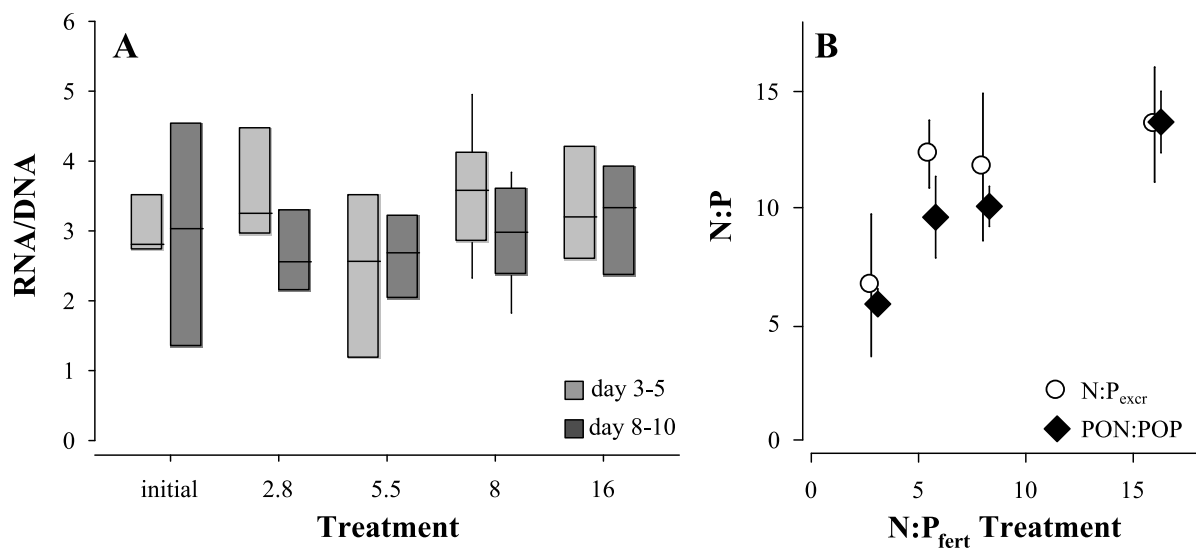 A
RNA/DNA
6
5
4
3
2
1
0
day 3-5
day 8-10
initial 2.8 5.5 8 16
Treatment
B
N:P
15
10
5
0
N:Pexcr
PON:POP
0 5 10 15
N:Pfert Treatment